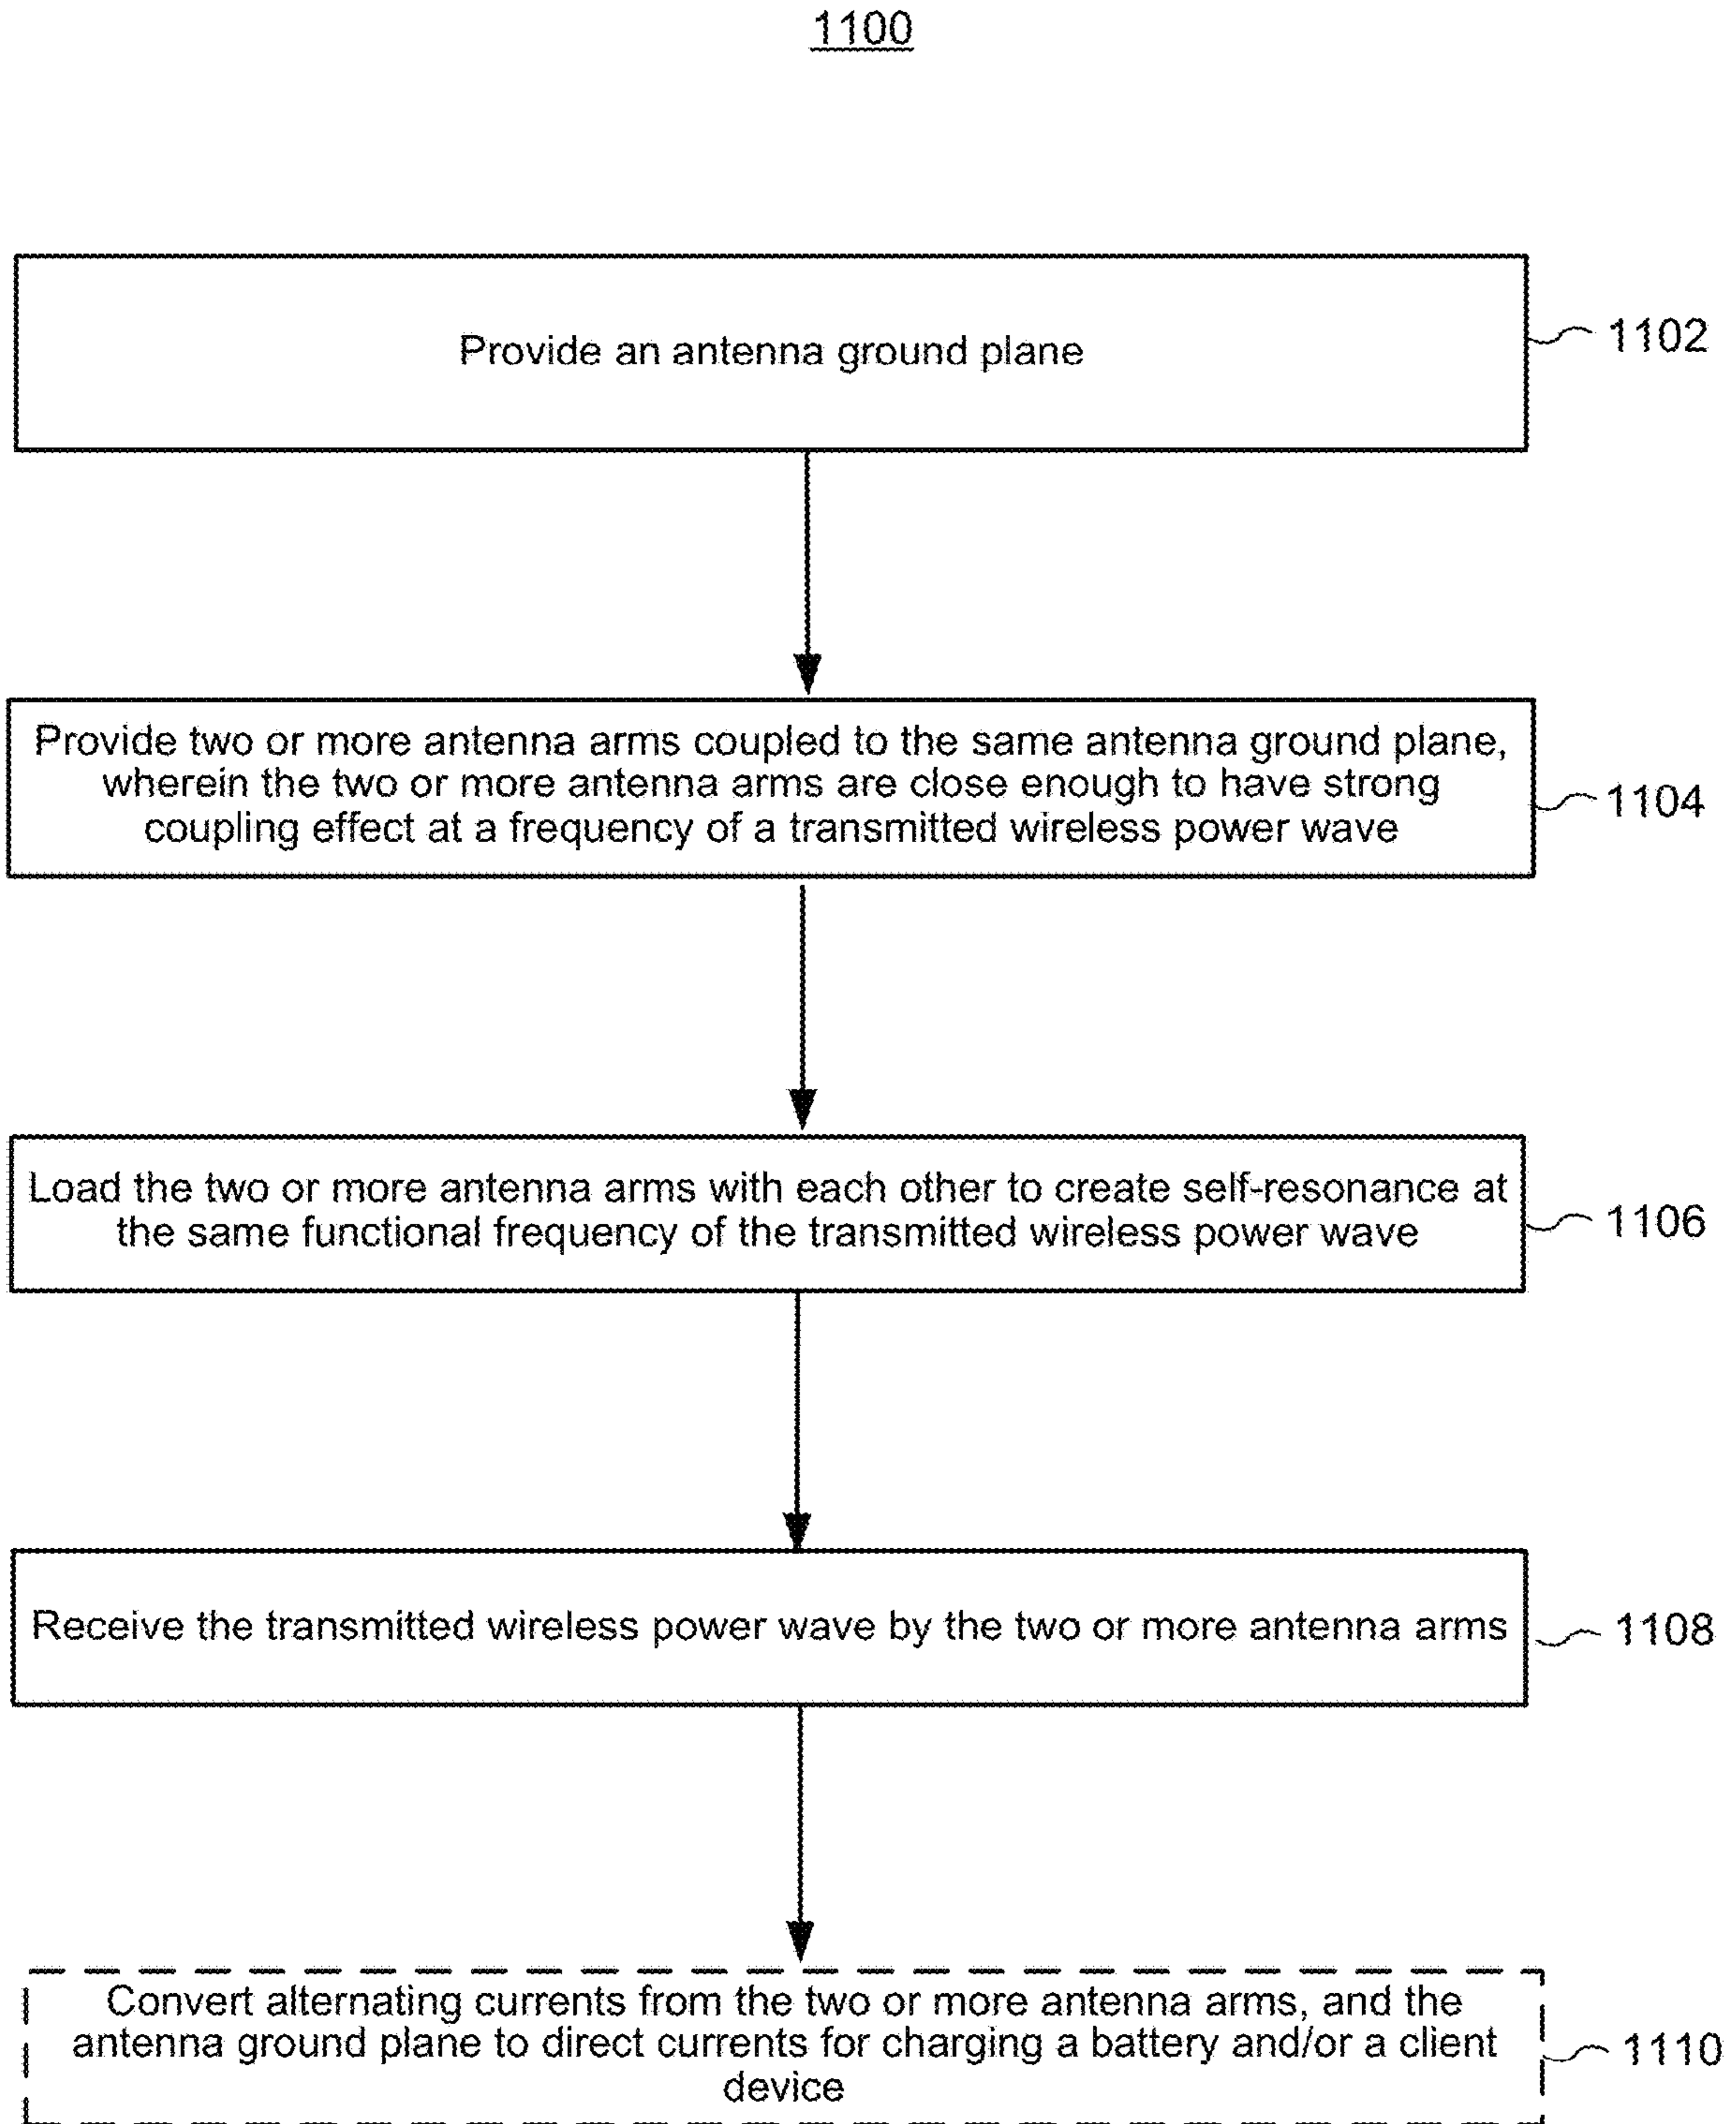 1100
Provide an antenna ground plane
1102
Provide two or more antenna arms coupled to the same antenna ground plane,
wherein the two or more antenna arms are close enough to have strong
coupling effect at a frequency of a transmitted wireless power wave
1104
Load the two or more antenna arms with each other to create self-resonance at
the same functional frequency of the transmitted wireless power wave
1106
Receive the transmitted wireless power wave by the two or more antenna arms
1108
Convert alternating currents from the two or more antenna arms, and the
antenna ground plane to direct currents for charging a battery and/or a client
device
1110